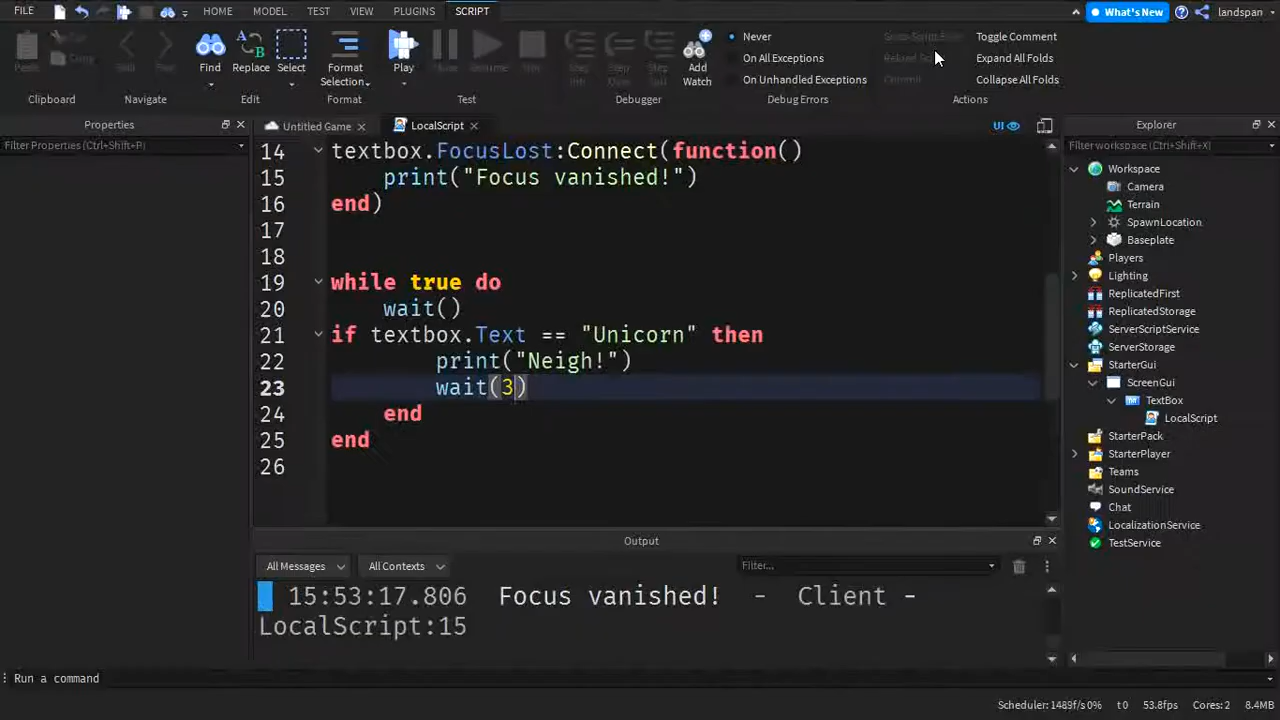 FILE HOME MODEL TEST VIEW PLUGINS SCRIPT What's New landspan
Find Replace Select Format Selection Play Add Watch
Never
On All Exceptions
On Unhandled Exceptions
Toggle Comment
Expand All Folds
Collapse All Folds
Clipboard Navigate Edit Format Test Debugger Debug Errors Actions
Properties
Filter Properties (Ctrl+Shift+P)
Untitled Game LocalScript UI
14 textbox.FocusLost:Connect(function()
15 print("Focus vanished!")
16 end)
17
18
19 while true do
20 wait()
21 if textbox.Text == "Unicorn" then
22 print("Neigh!")
23 wait(3)
24 end
25 end
26
Output
All Messages All Contexts Filter...
15:53:17.806 Focus vanished! - Client -
LocalScript:15
Explorer
Filter workspace (Ctrl+Shift+X)
Workspace
Camera
Terrain
SpawnLocation
Baseplate
Players
Lighting
ReplicatedFirst
ReplicatedStorage
ServerScriptService
ServerStorage
StarterGui
ScreenGui
TextBox
LocalScript
StarterPack
StarterPlayer
Teams
SoundService
Chat
LocalizationService
TestService
Run a command
Scheduler: 1489f/s 0% t0 53.8fps Cores: 2 8.4MB